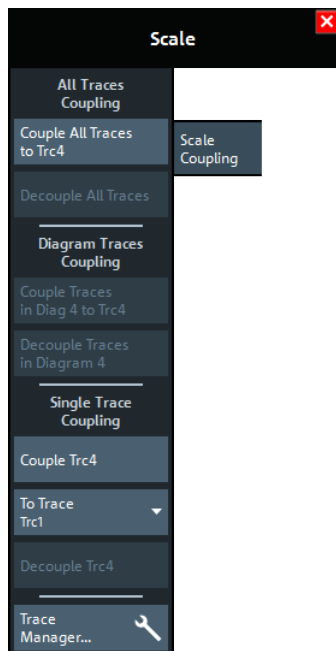 Scale
All Traces
Coupling
Couple All Traces
to Trc4
Scale
Coupling
Decouple All Traces
Diagram Traces
Coupling
Couple Traces
in Diag 4 to Trc4
Decouple Traces
in Diagram 4
Single Trace
Coupling
Couple Trc4
To Trace
Trc1
Decouple Trc4
Trace
Manager...